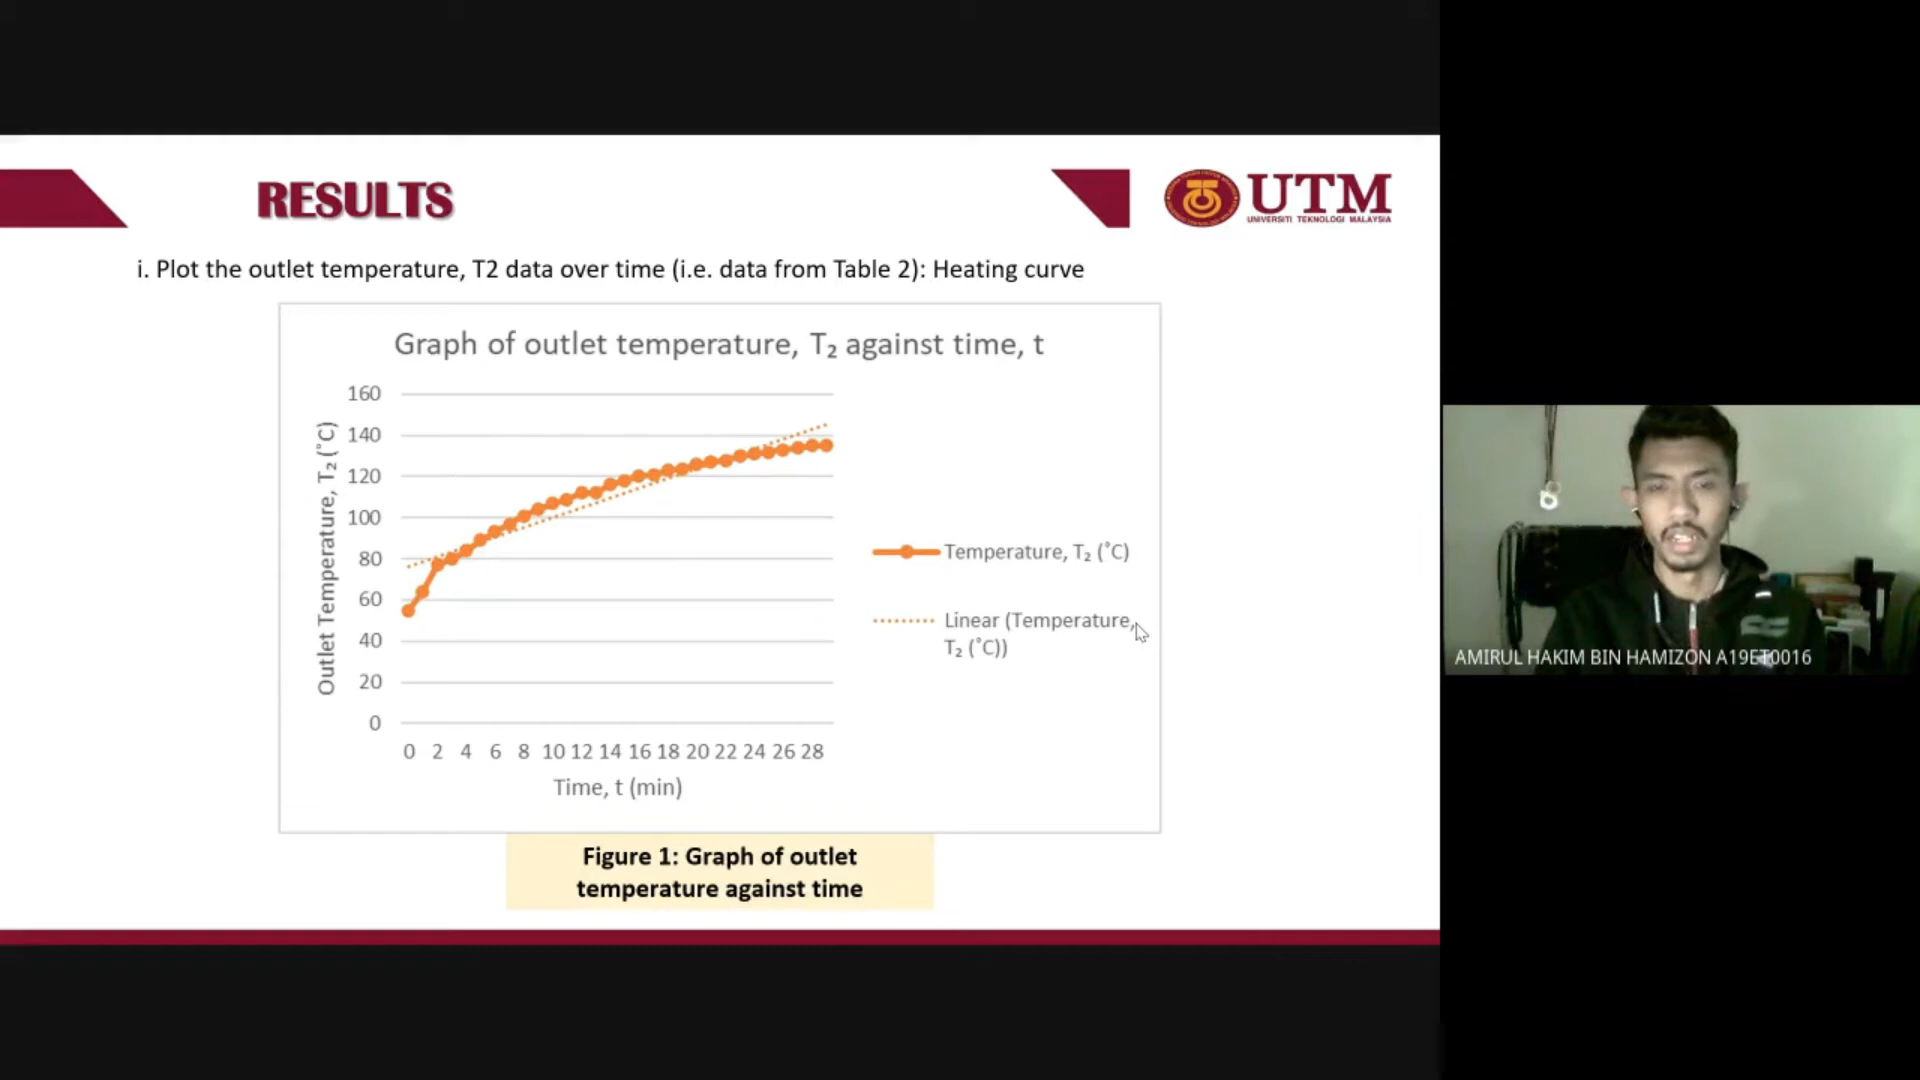 RESULTS
UTM
UNIVERSITI TEKNOLOGI MALAYSIA
i. Plot the outlet temperature, T2 data over time (i.e. data from Table 2): Heating curve
Graph of outlet temperature, T₂ against time, t
Outlet Temperature, T₂ (˚C)
160
140
120
100
80
60
40
20
0
0 2 4 6 8 10 12 14 16 18 20 22 24 26 28
Time, t (min)
Temperature, T₂ (˚C)
Linear (Temperature,
T₂ (˚C))
Figure 1: Graph of outlet
temperature against time
AMIRUL HAKIM BIN HAMIZON A19ET0016